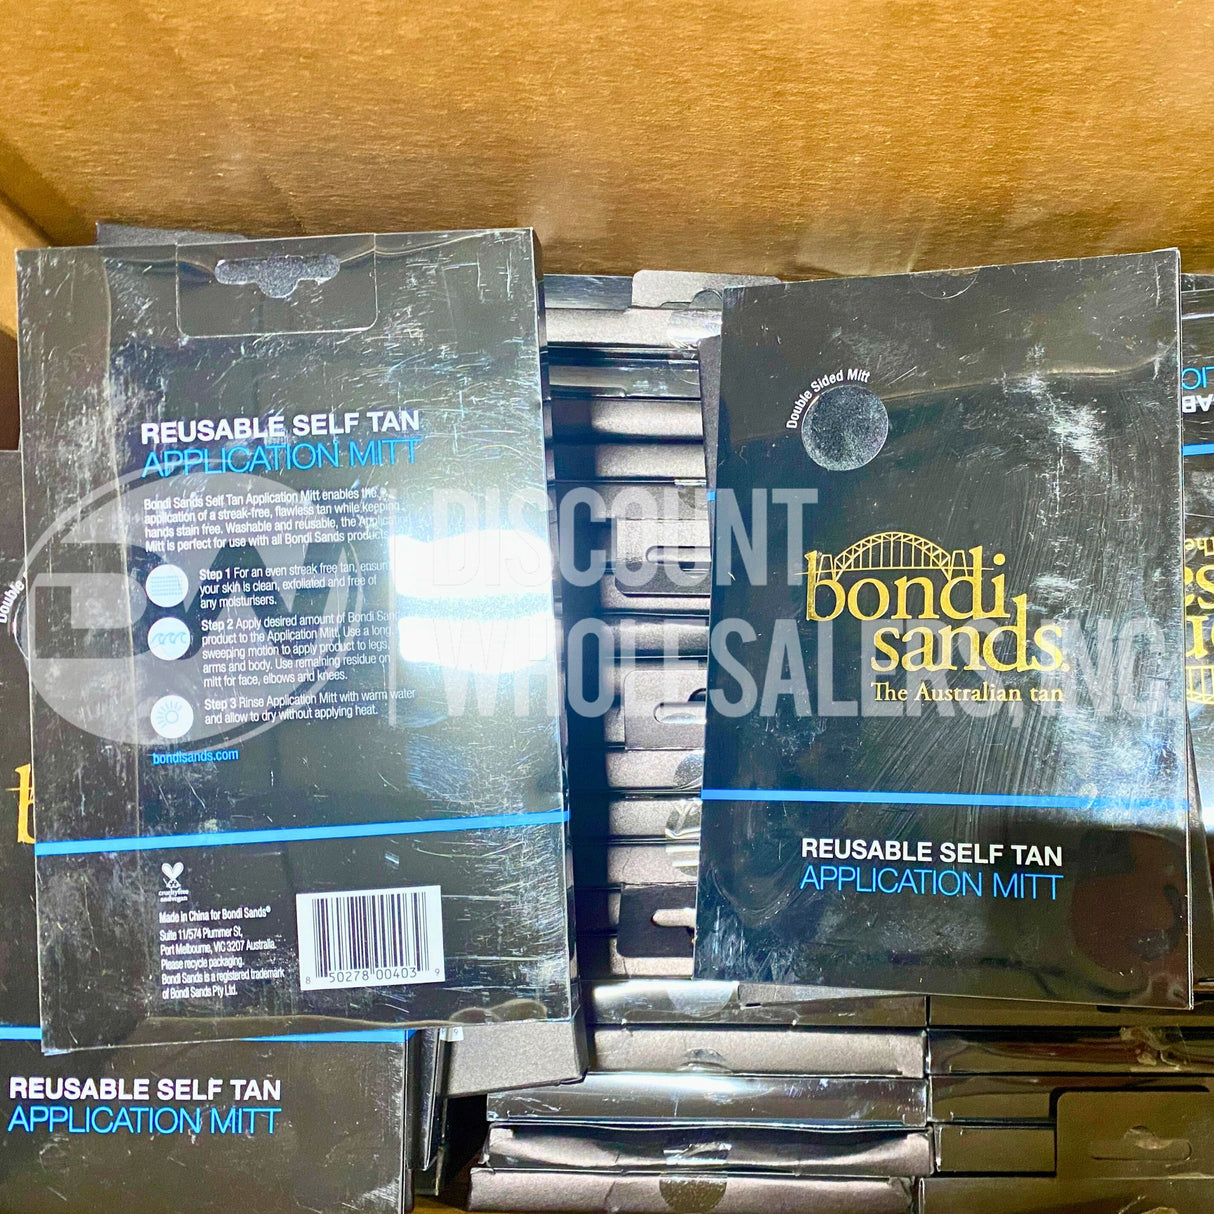 REUSABLE SELF TAN
APPLICATION MITT
Bondi Sands Self Tan Application Mitt enables the
application of a streak-free, flawless tan while keeping
hands stain free. Washable and reusable, the Application
Mitt is perfect for use with all Bondi Sands products.
Step 1 For an even streak free tan, ensure
your skin is clean, exfoliated and free of
any moisturisers.
Step 2 Apply desired amount of Bondi Sands
product to the Application Mitt. Use a long,
sweeping motion to apply product to legs,
arms and body. Use remaining residue on
mitt for face, elbows and knees.
Step 3 Rinse Application Mitt with warm water
and allow to dry without applying heat.
bondisands.com
crueltyfree
andvegan
Made in China for Bondi Sands®
Suite 11/574 Plummer St,
Port Melbourne, VIC 3207 Australia.
Please recycle packaging.
Bondi Sands is a registered trademark
of Bondi Sands Pty Ltd.
8 50278 00403 9
Double Sided Mitt
bondi
sands.
The Australian tan
REUSABLE SELF TAN
APPLICATION MITT
Double
REUSABLE SELF TAN
APPLICATION MITT
DISCOUNT
WHOLESALERS, INC.